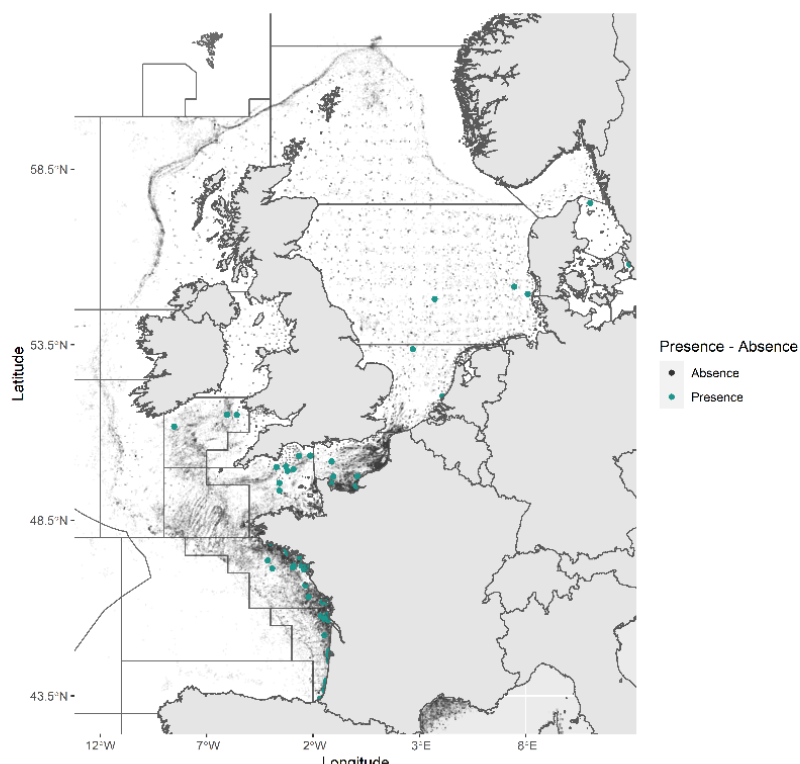 58.5°N
53.5°N
48.5°N
43.5°N
Latitude
12°W
7°W
2°W
3°E
8°E
Longitude
Presence - Absence
Absence
Presence